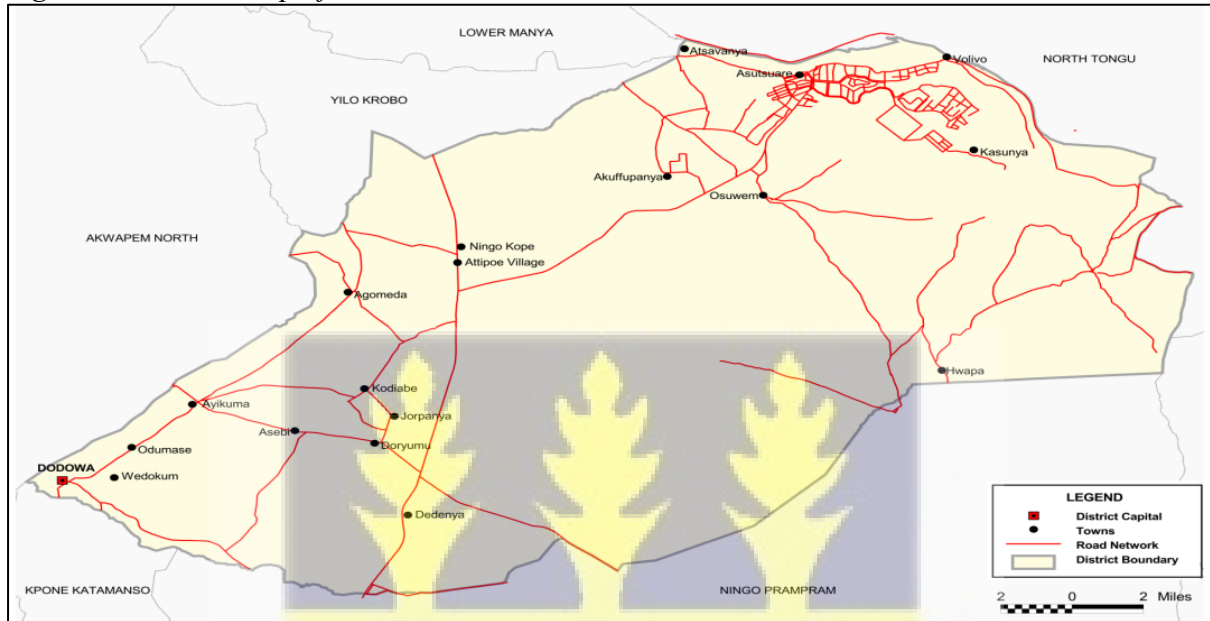 LOWER MANYA
Atsavanya
Volivo
NORTH TONGU
Asutsuare
YILO KROBO
Kasunya
Akuffupanya
Osuwem
AKWAPEM NORTH
Ningo Kope
Attipoe Village
Agomeda
Hwapa
Kodiabe
Ayikuma
Jorpanya
Asebi
Doryumu
Odumase
DODOWA
Wedokum
Dedenya
LEGEND
District Capital
Towns
Road Network
District Boundary
KPONE KATAMANSO
NINGO PRAMPRAM
2 0 2 Miles